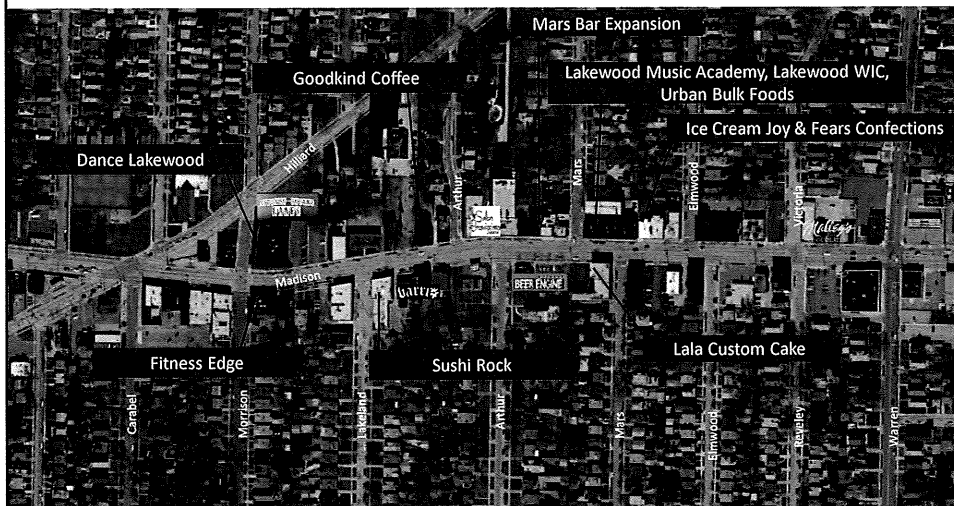 Mars Bar Expansion
Goodkind Coffee
Lakewood Music Academy, Lakewood WIC,
Urban Bulk Foods
Ice Cream Joy & Fears Confections
Dance Lakewood
Hilliard
Arthur
Mars
Elmwood
Victoria
Malley's
Madison
barrio
BEER ENGINE
Fitness Edge
Sushi Rock
Lala Custom Cake
Carabel
Morrison
Lakeland
Arthur
Mars
Elmwood
Reveley
Warren